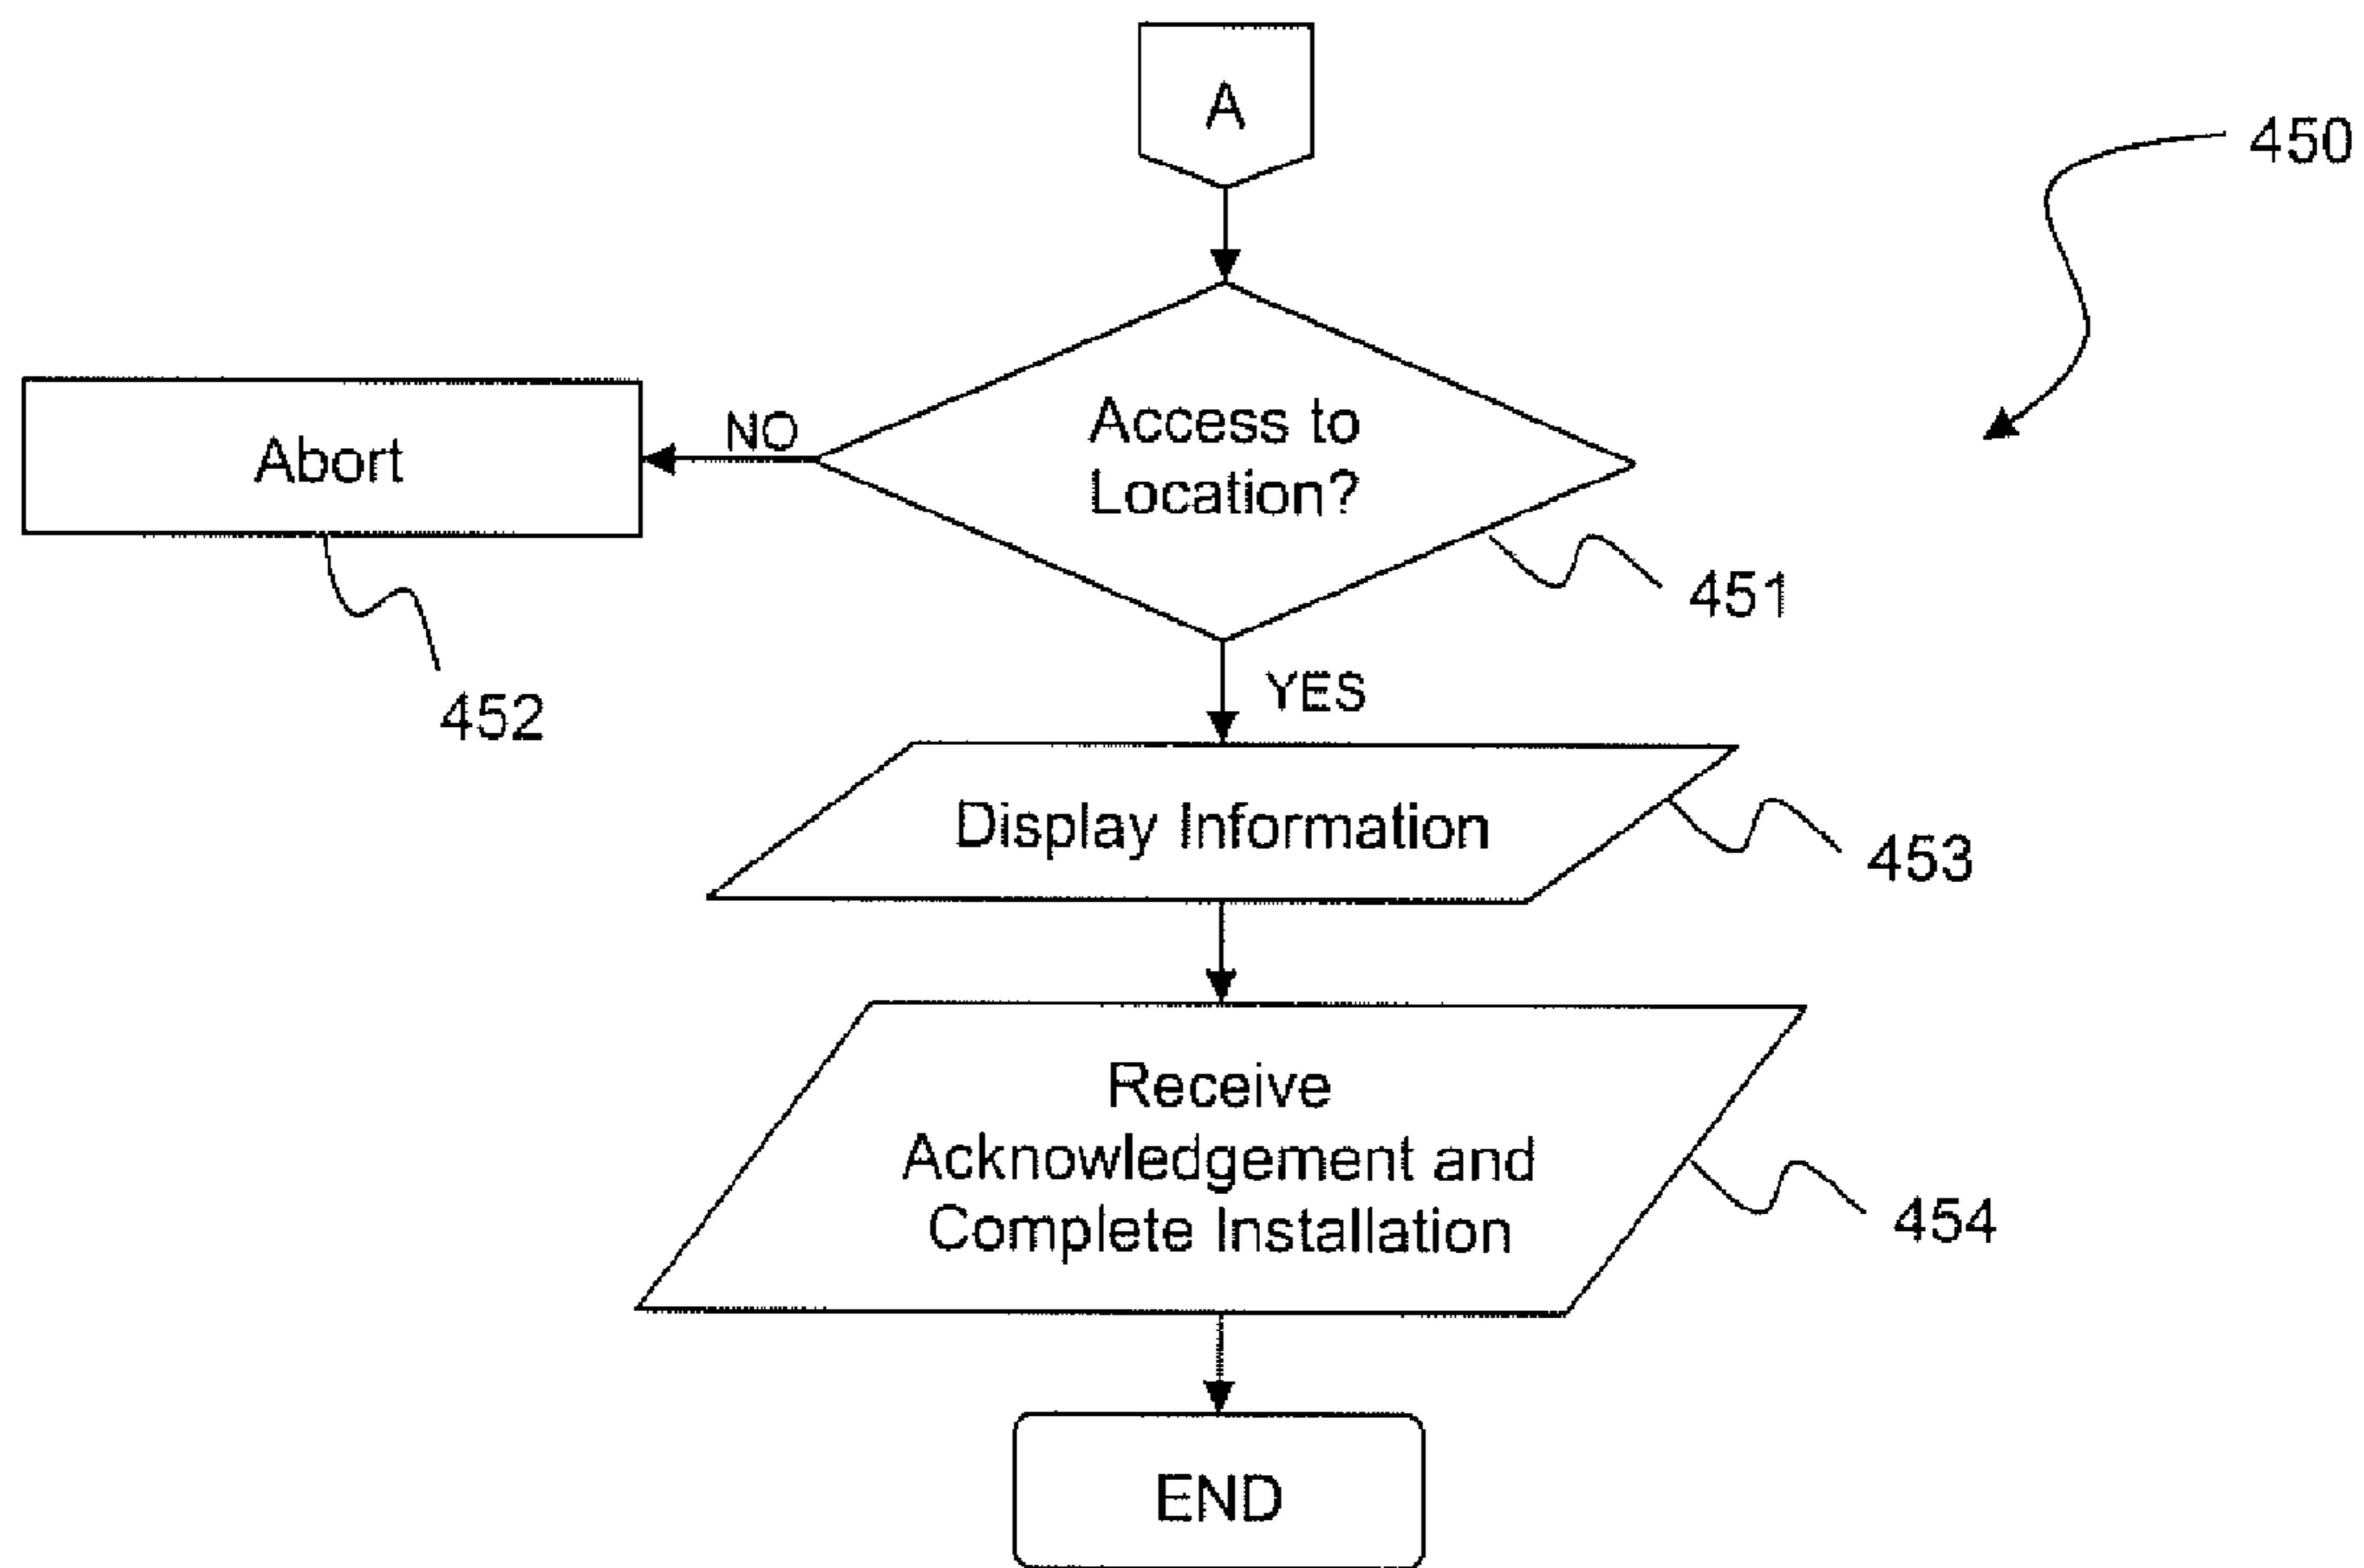 A
450
Access to
Location?
NO
Abort
451
452
YES
Display Information
453
Receive
Acknowledgement and
Complete Installation
454
END